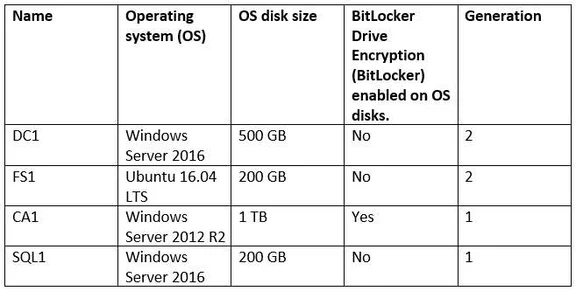 Name Operating BitLocker OS disk size Generation
system (OS) Drive
Encryption
(BitLocker)
enabled on OS
disks.
DC1 Windows 500 GB No 2
Server 2016
FS1 Ubuntu 16.04 200 GB No 2
LTS
CA1 Windows 1 TB Yes 1
Server 2012 R2
SQL1 Windows 200 GB No 1
Server 2016